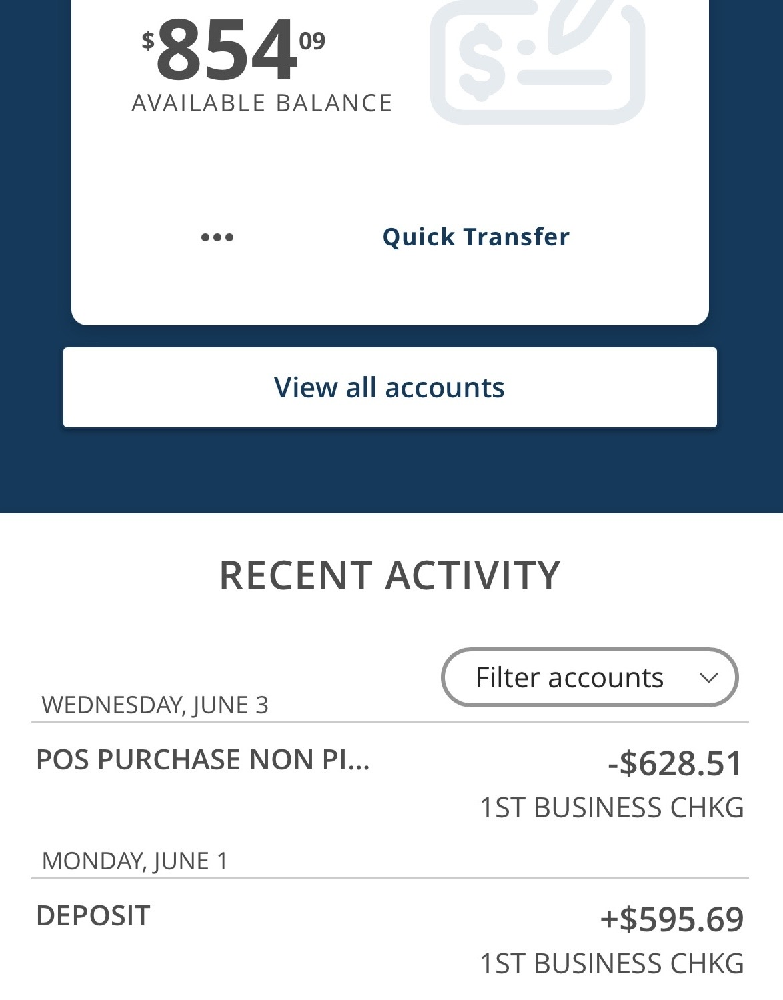 $854 09
AVAILABLE BALANCE
$
••• Quick Transfer
View all accounts
RECENT ACTIVITY
Filter accounts
WEDNESDAY, JUNE 3
POS PURCHASE NON PI... -$628.51
1ST BUSINESS CHKG
MONDAY, JUNE 1
DEPOSIT +$595.69
1ST BUSINESS CHKG